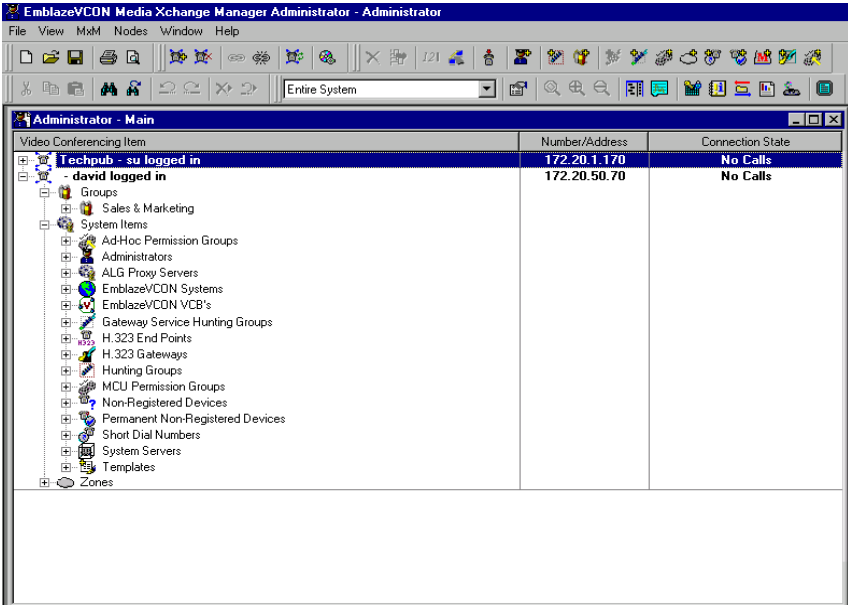 EmblazeVCON Media Xchange Manager Administrator - Administrator
File View MxM Nodes Window Help
121
Entire System
Administrator - Main
Video Conferencing Item Number/Address Connection State
Techpub - su logged in 172.20.1.170 No Calls
- david logged in 172.20.50.70 No Calls
Groups
Sales & Marketing
System Items
Ad-Hoc Permission Groups
Administrators
ALG Proxy Servers
EmblazeVCON Systems
EmblazeVCON VCB's
Gateway Service Hunting Groups
H.323 End Points
H.323 Gateways
Hunting Groups
MCU Permission Groups
Non-Registered Devices
Permanent Non-Registered Devices
Short Dial Numbers
System Servers
Templates
Zones